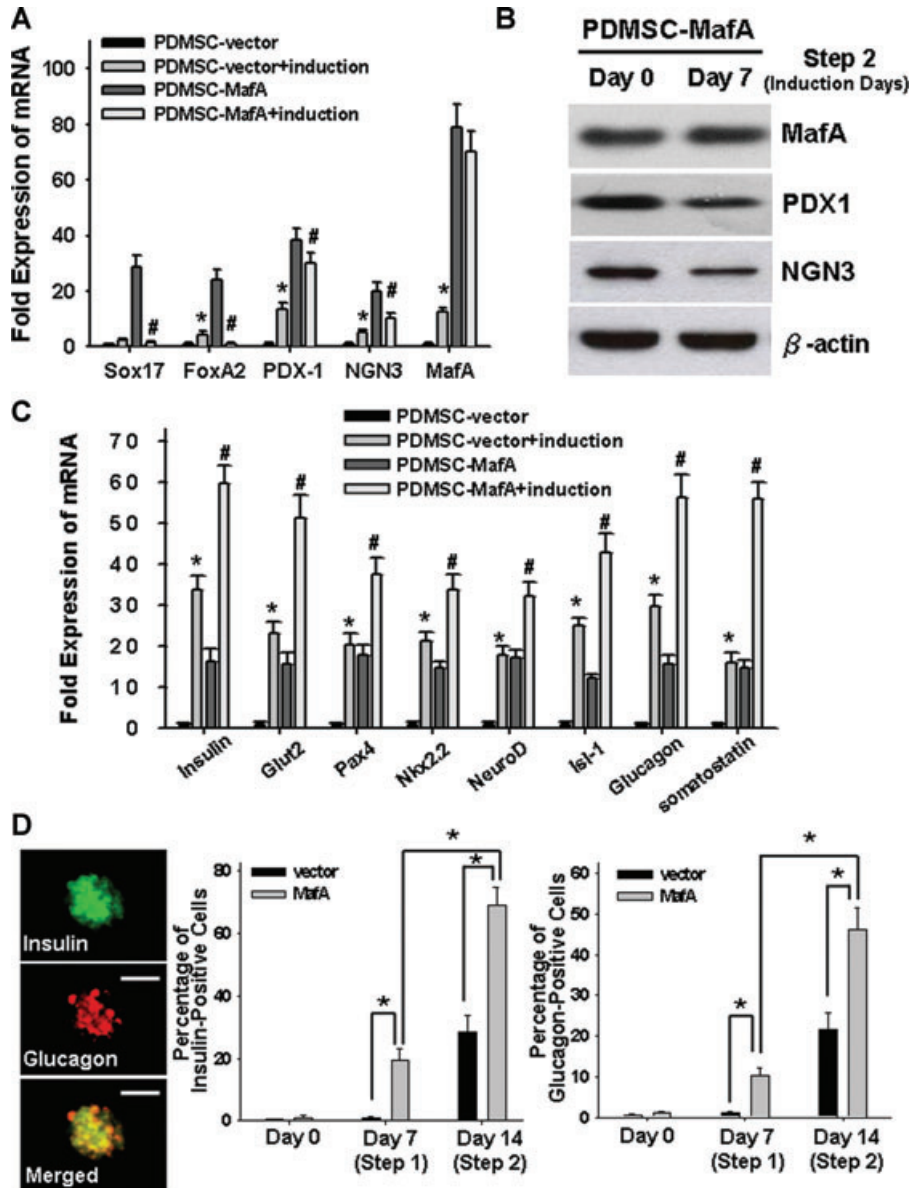 A
PDMSC-vector
PDMSC-vector+induction
PDMSC-MafA
PDMSC-MafA+induction
Fold Expression of mRNA
100
80
60
40
20
0
*
*
*
*
#
#
#
#
Sox17 FoxA2 PDX-1 NGN3 MafA
B
PDMSC-MafA
Day 0 Day 7
Step 2
(Induction Days)
MafA
PDX1
NGN3
β-actin
C
PDMSC-vector
PDMSC-vector+induction
PDMSC-MafA
PDMSC-MafA+induction
Fold Expression of mRNA
70
60
50
40
30
20
10
0
* # * # * # * # * # * # * # * #
Insulin Glut2 Pax4 Nkx2.2 NeuroD Isl-1 Glucagon somatostatin
D
Insulin
Glucagon
Merged
vector
MafA
Percentage of
Insulin-Positive Cells
80
60
40
20
0
*
*
*
Day 0 Day 7 Day 14
(Step 1) (Step 2)
vector
MafA
Percentage of
Glucagon-Positive Cells
60
50
40
30
20
10
0
*
*
*
Day 0 Day 7 Day 14
(Step 1) (Step 2)